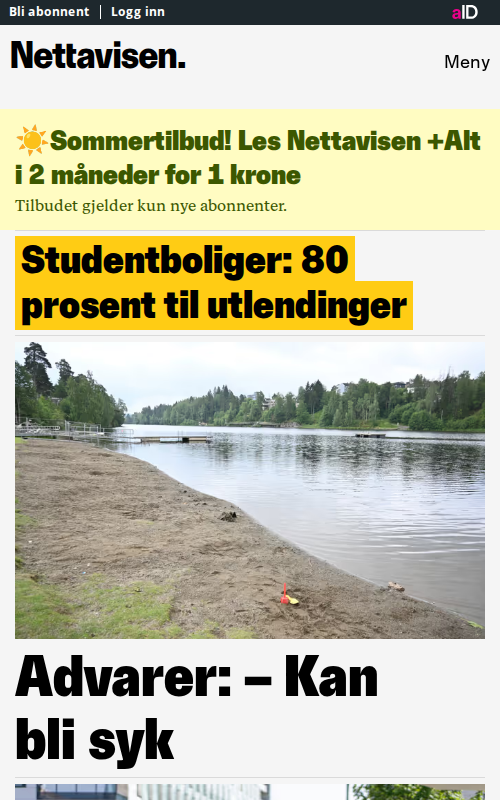 Bli abonnent
Logg inn
aID
Nettavisen.
Meny
☀️Sommertilbud! Les Nettavisen +Alt
i 2 måneder for 1 krone
Tilbudet gjelder kun nye abonnenter.
Studentboliger: 80
prosent til utlendinger
Advarer: – Kan
bli syk